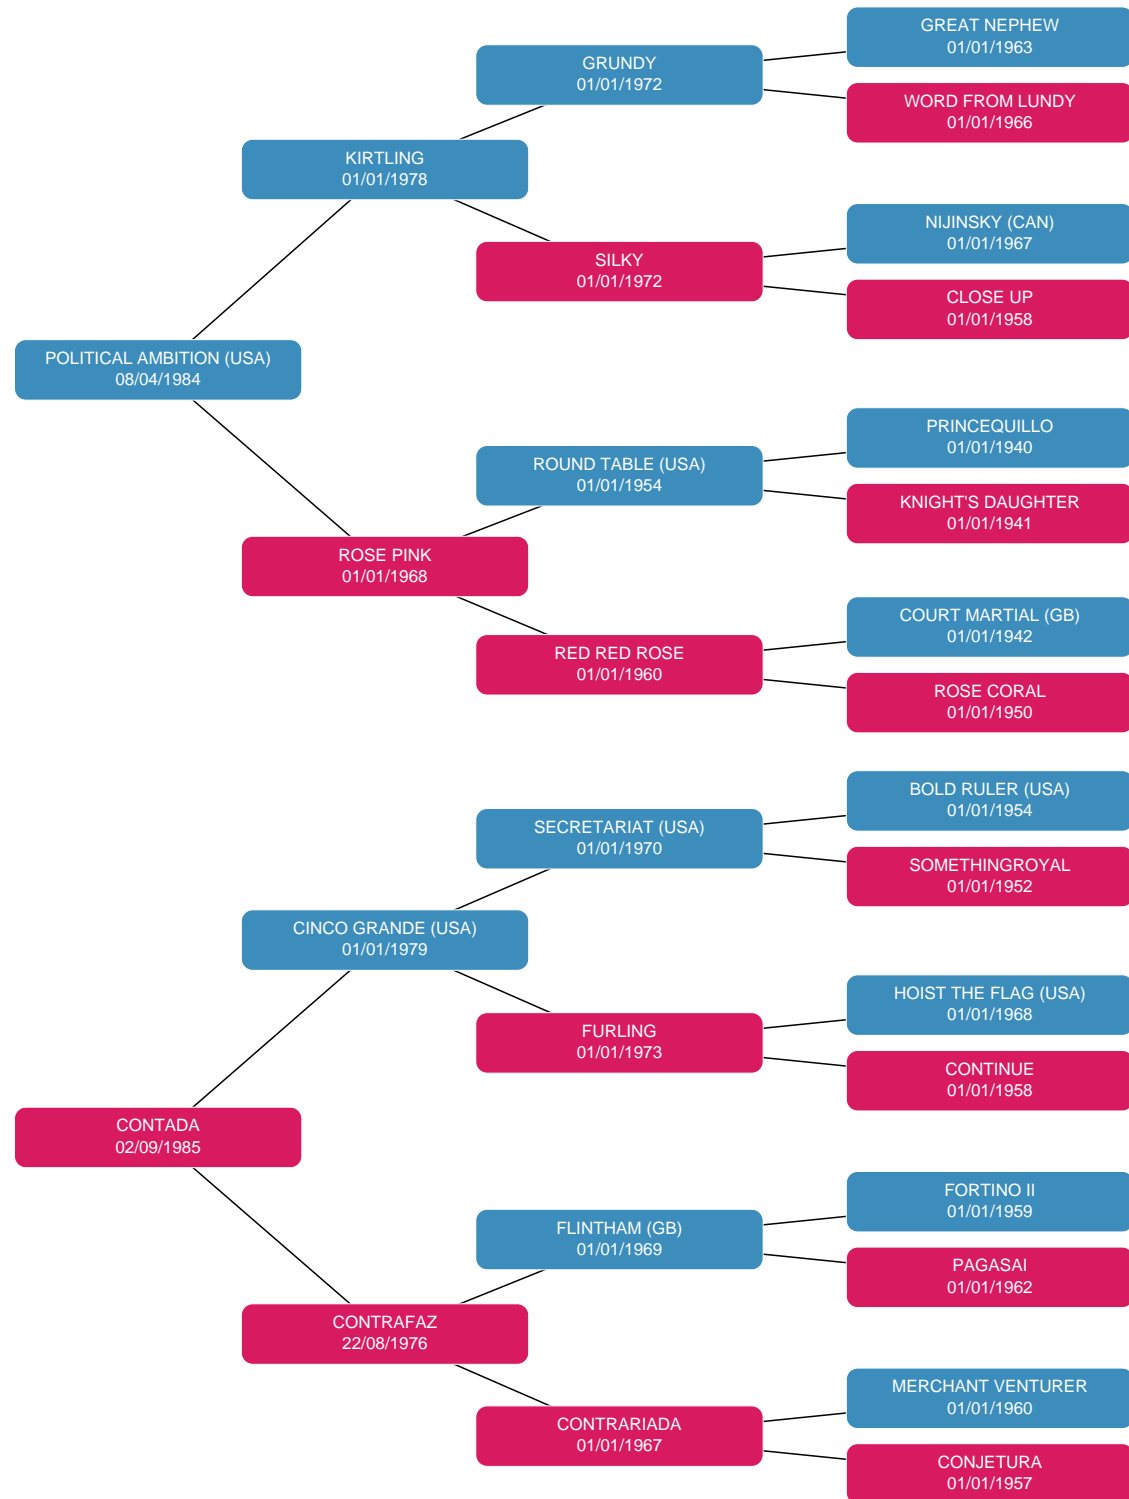 GREAT NEPHEW
01/01/1963
GRUNDY
01/01/1972
WORD FROM LUNDY
01/01/1966
KIRTLING
01/01/1978
NIJINSKY (CAN)
01/01/1967
SILKY
01/01/1972
CLOSE UP
01/01/1958
POLITICAL AMBITION (USA)
08/04/1984
PRINCEQUILLO
01/01/1940
ROUND TABLE (USA)
01/01/1954
KNIGHT'S DAUGHTER
01/01/1941
ROSE PINK
01/01/1968
COURT MARTIAL (GB)
01/01/1942
RED RED ROSE
01/01/1960
ROSE CORAL
01/01/1950
BOLD RULER (USA)
01/01/1954
SECRETARIAT (USA)
01/01/1970
SOMETHINGROYAL
01/01/1952
CINCO GRANDE (USA)
01/01/1979
HOIST THE FLAG (USA)
01/01/1968
FURLING
01/01/1973
CONTINUE
01/01/1958
CONTADA
02/09/1985
FORTINO II
01/01/1959
FLINTHAM (GB)
01/01/1969
PAGASAI
01/01/1962
CONTRAFAZ
22/08/1976
MERCHANT VENTURER
01/01/1960
CONTRARIADA
01/01/1967
CONJETURA
01/01/1957